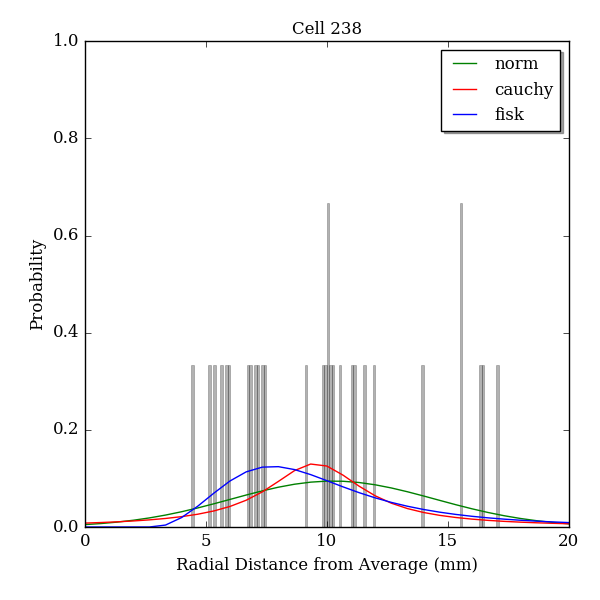 Cell 238
1.0
0.8
0.6
0.4
0.2
0.0
Probability
norm
cauchy
fisk
0 5 10 15 20
Radial Distance from Average (mm)